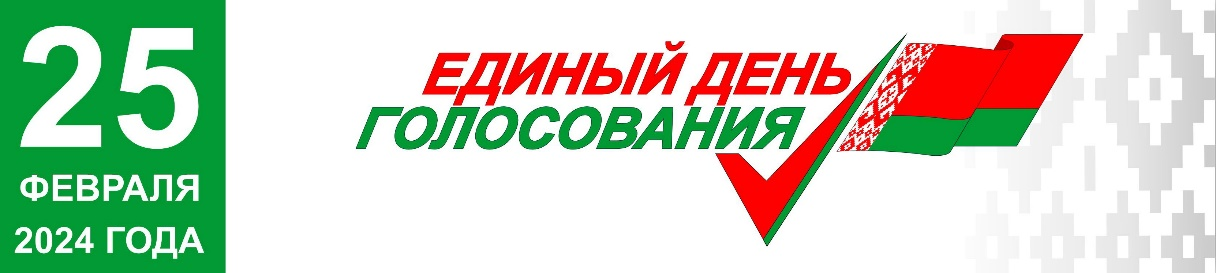 25
ФЕВРАЛЯ
2024 ГОДА
ЕДИНЫЙ ДЕНЬ
ГОЛОСОВАНИЯ